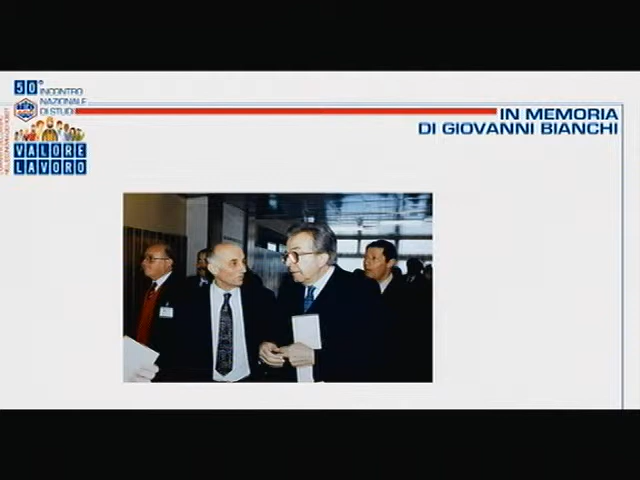 50°
INCONTRO
NAZIONALE
DI STUDI
VALORE
LAVORO
IN MEMORIA
DI GIOVANNI BIANCHI